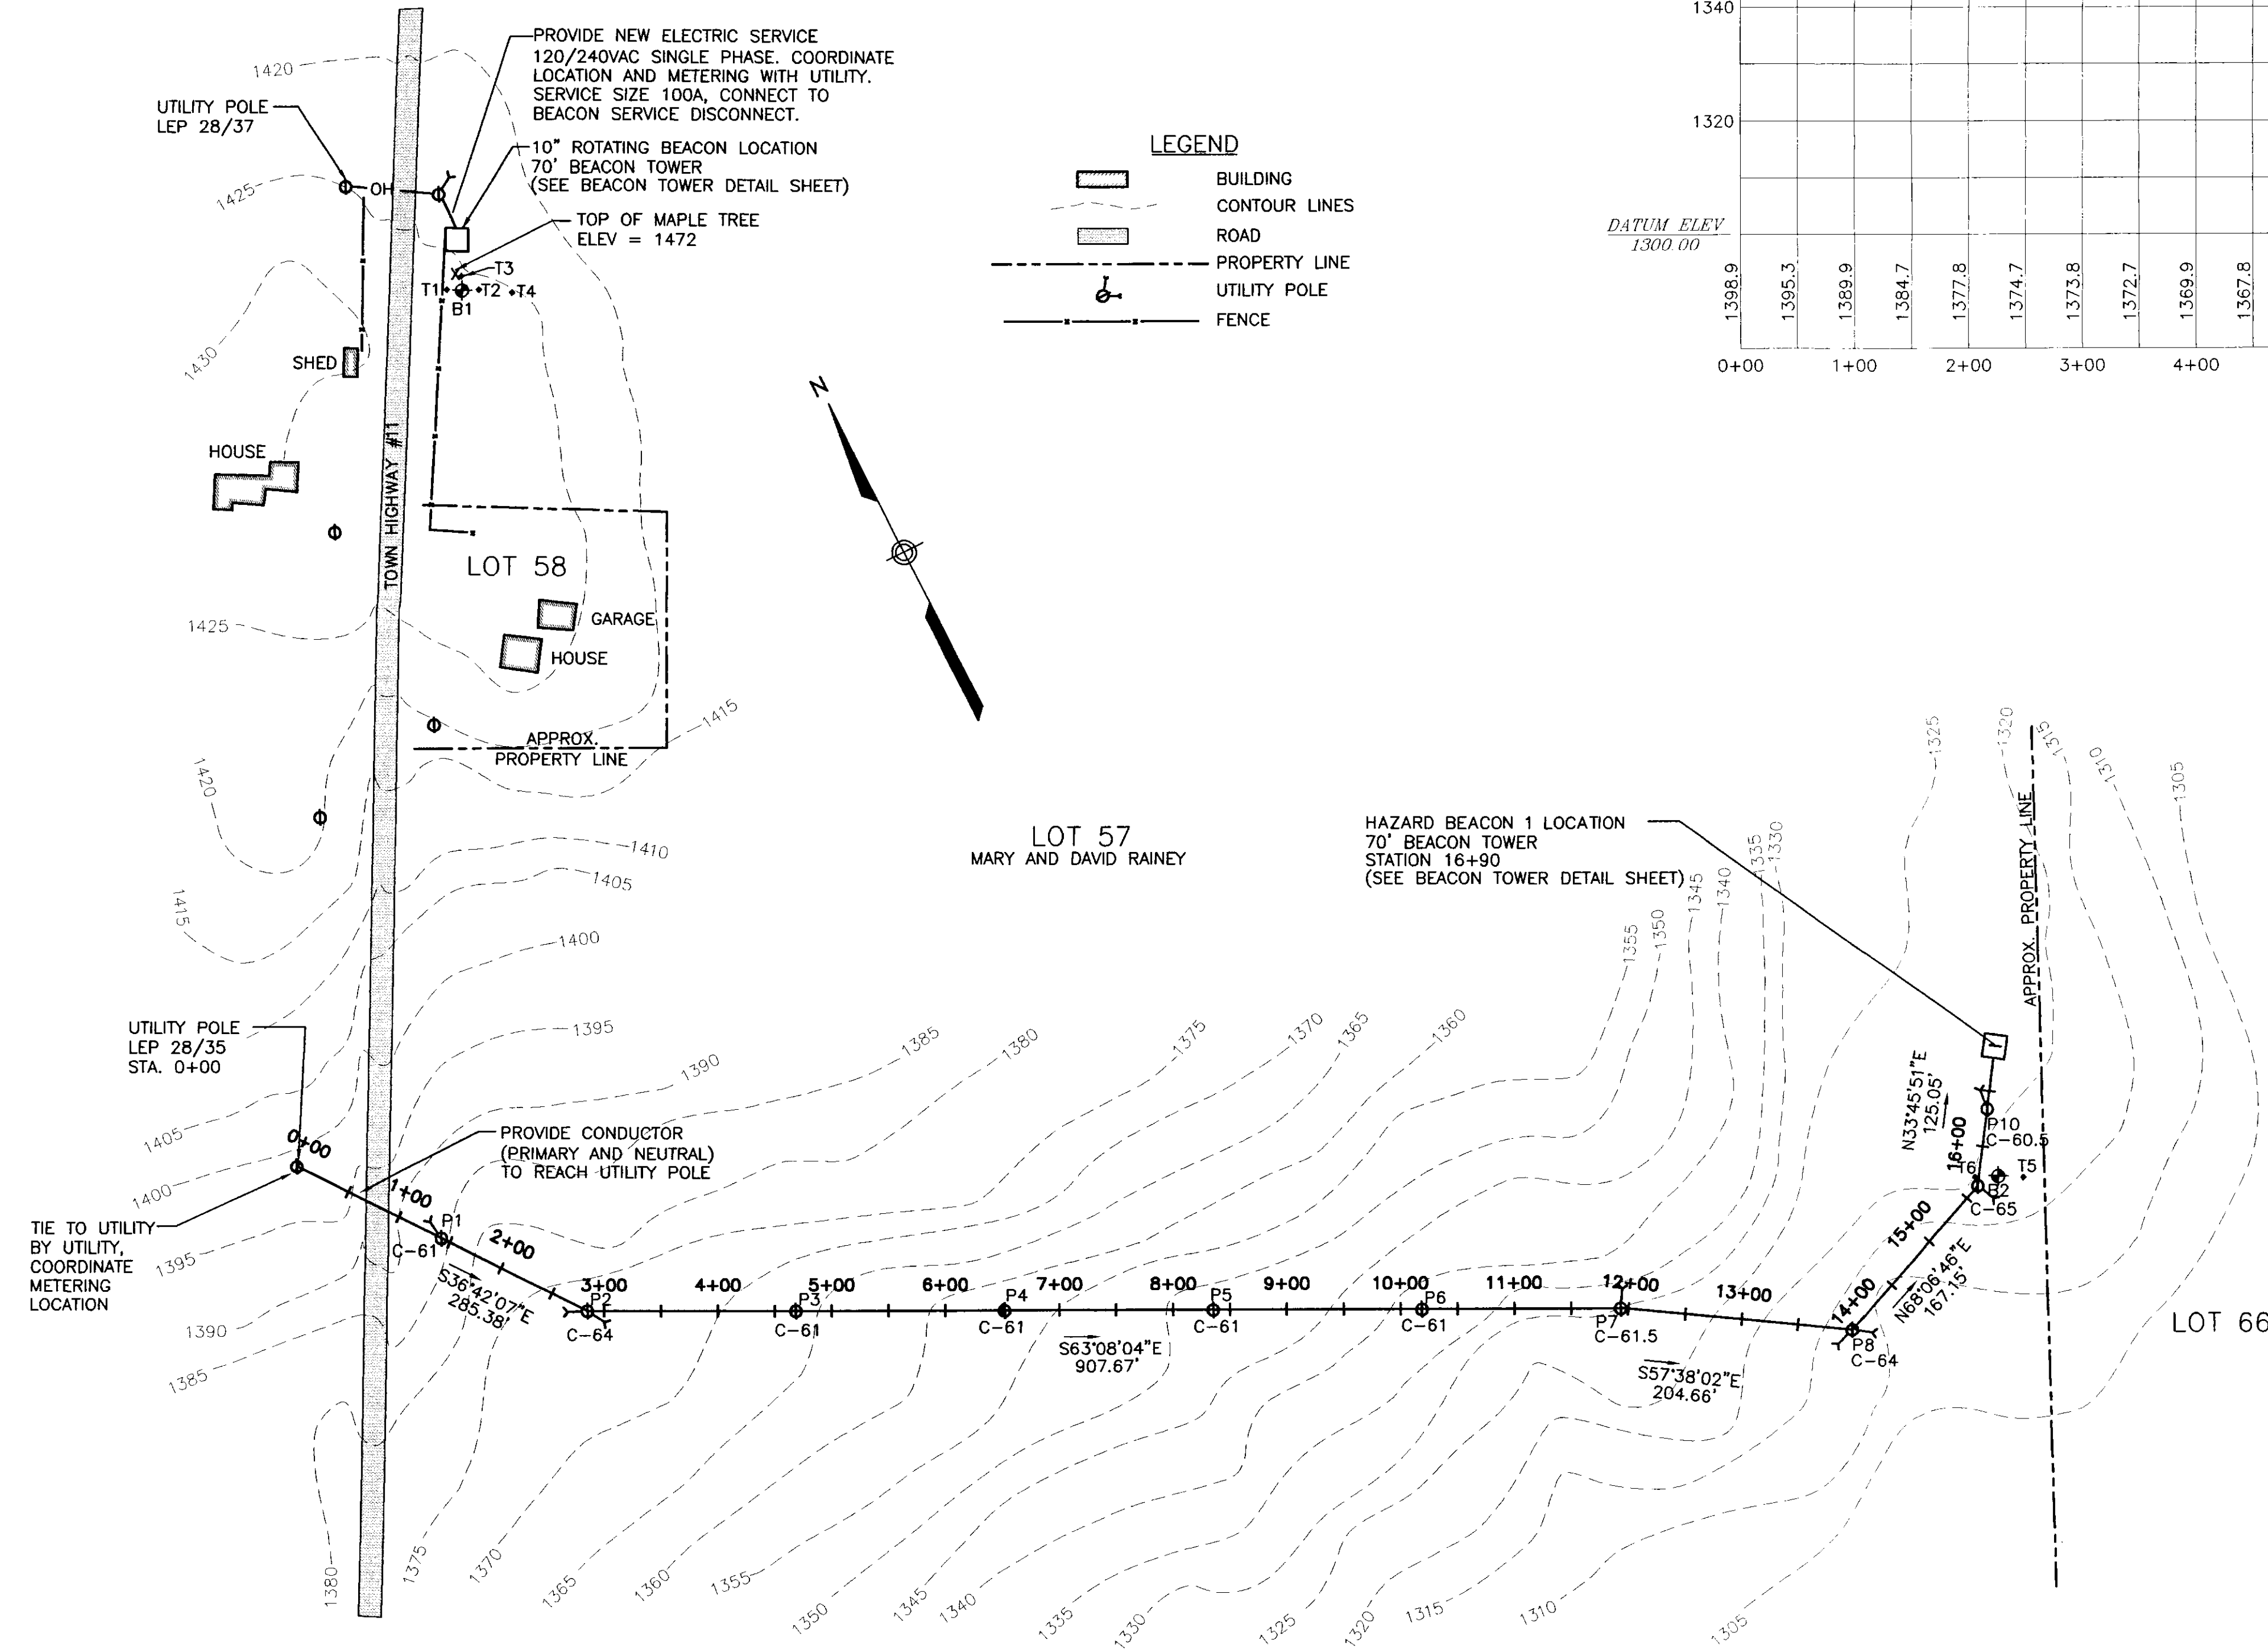 PROVIDE NEW ELECTRIC SERVICE
120/240VAC SINGLE PHASE. COORDINATE
LOCATION AND METERING WITH UTILITY.
SERVICE SIZE 100A, CONNECT TO
BEACON SERVICE DISCONNECT.
1420
UTILITY POLE
LEP 28/37
10" ROTATING BEACON LOCATION
70' BEACON TOWER
(SEE BEACON TOWER DETAIL SHEET)
OH
1425
TOP OF MAPLE TREE
ELEV = 1472
X
T3
T1
T2
T4
B1
1430
SHED
HOUSE
TOWN HIGHWAY #11
LOT 58
GARAGE
HOUSE
1425
APPROX.
PROPERTY LINE
1415
1420
1410
1405
1415
1400
1395
LEGEND
BUILDING
CONTOUR LINES
ROAD
PROPERTY LINE
UTILITY POLE
FENCE
N
1340
1320
DATUM ELEV
1300.00
1398.9
1395.3
1389.9
1384.7
1377.8
1374.7
1373.8
1372.7
1369.9
1367.8
0+00
1+00
2+00
3+00
4+00
LOT 57
MARY AND DAVID RAINEY
HAZARD BEACON 1 LOCATION
70' BEACON TOWER
STATION 16+90
(SEE BEACON TOWER DETAIL SHEET)
1325
1320
1315
1310
1305
APPROX. PROPERTY LINE
1335
1330
1345
1340
1355
1350
UTILITY POLE
LEP 28/35
STA. 0+00
1390
1385
1380
1375
1370
1365
1360
1405
1400
1395
1390
1385
0+00
PROVIDE CONDUCTOR
(PRIMARY AND NEUTRAL)
TO REACH UTILITY POLE
TIE TO UTILITY
BY UTILITY,
COORDINATE
METERING
LOCATION
1+00
P1
C-61
2+00
S36°42'07"E
285.38'
3+00
P2
C-64
4+00
P3
C-61
5+00
6+00
P4
C-61
7+00
S63°08'04"E
907.67'
8+00
P5
C-61
9+00
10+00
P6
C-61
11+00
12+00
P7
C-61.5
13+00
S57°38'02"E
204.66'
14+00
P8
C-64
N68°06'46"E
167.15'
15+00
16+00
N33°45'51"E
125.05'
P10
C-60.5
T6
T5
B2
C-65
LOT 66
1380
1375
1370
1365
1360
1355
1350
1345
1340
1335
1330
1325
1320
1315
1310
1305